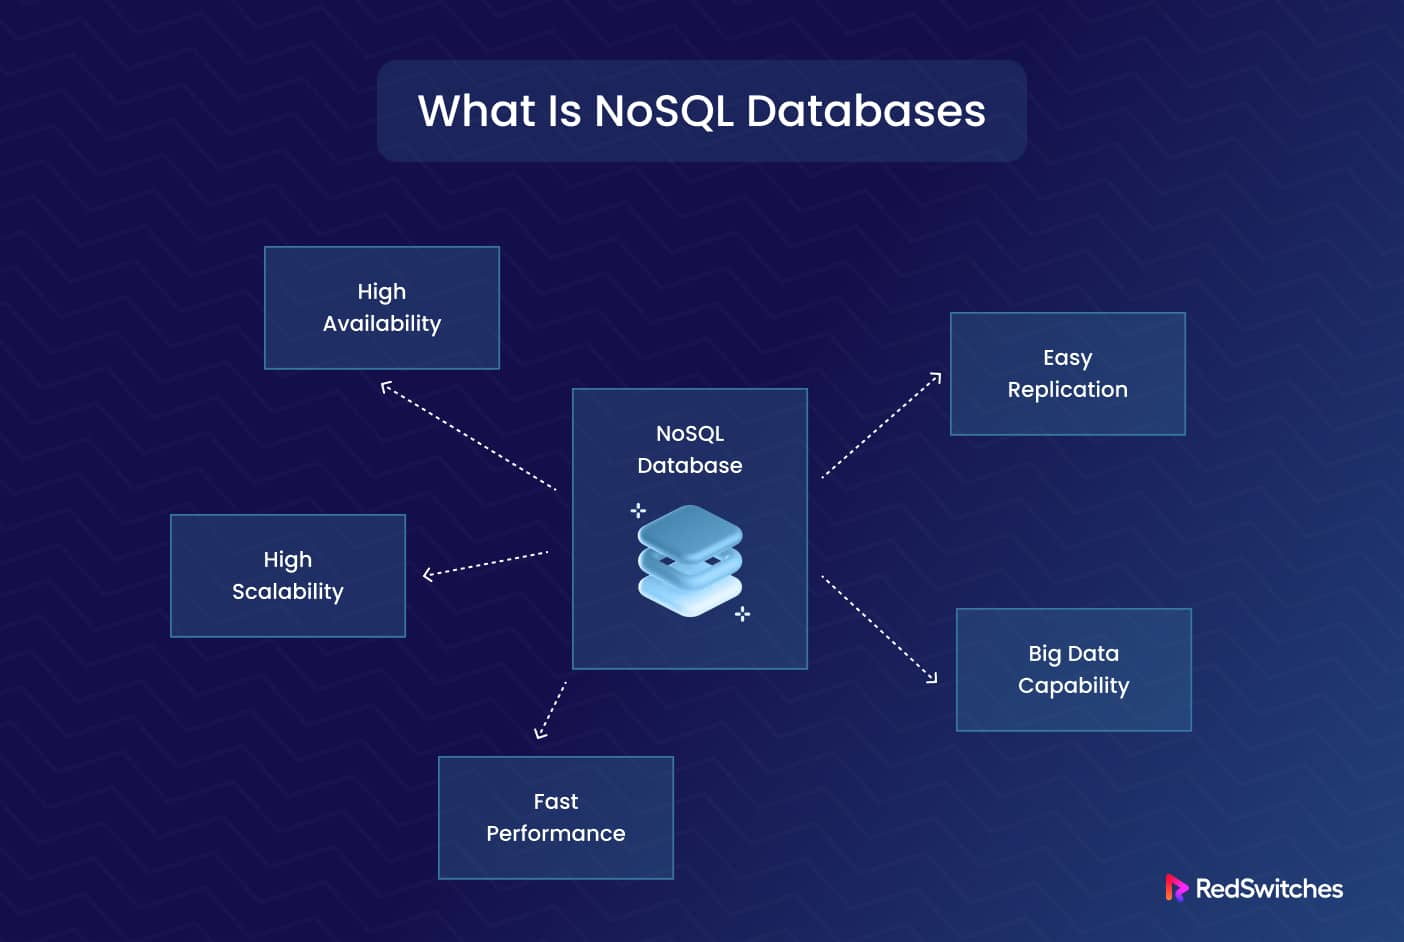 What Is NoSQL Databases
High
Availability
Easy
Replication
NoSQL
Database
High
Scalability
Big Data
Capability
Fast
Performance
RedSwitches